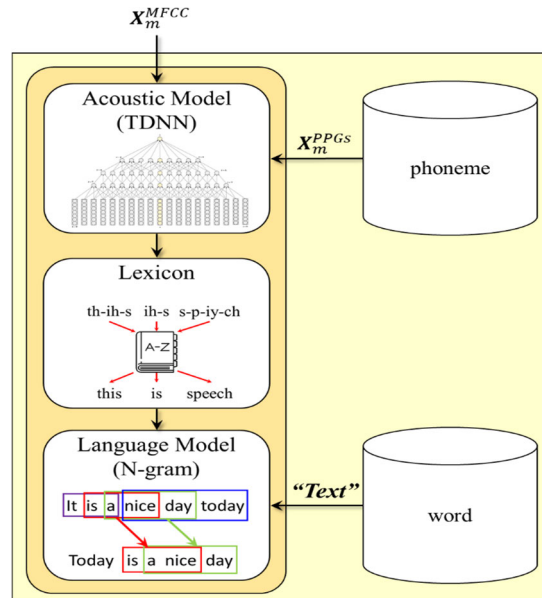 X_m^MFCC
Acoustic Model
(TDNN)
X_m^PPGs
phoneme
Lexicon
th-ih-s ih-s s-p-iy-ch
A-Z
this is speech
Language Model
(N-gram)
"Text"
word
It is a nice day today
Today is a nice day